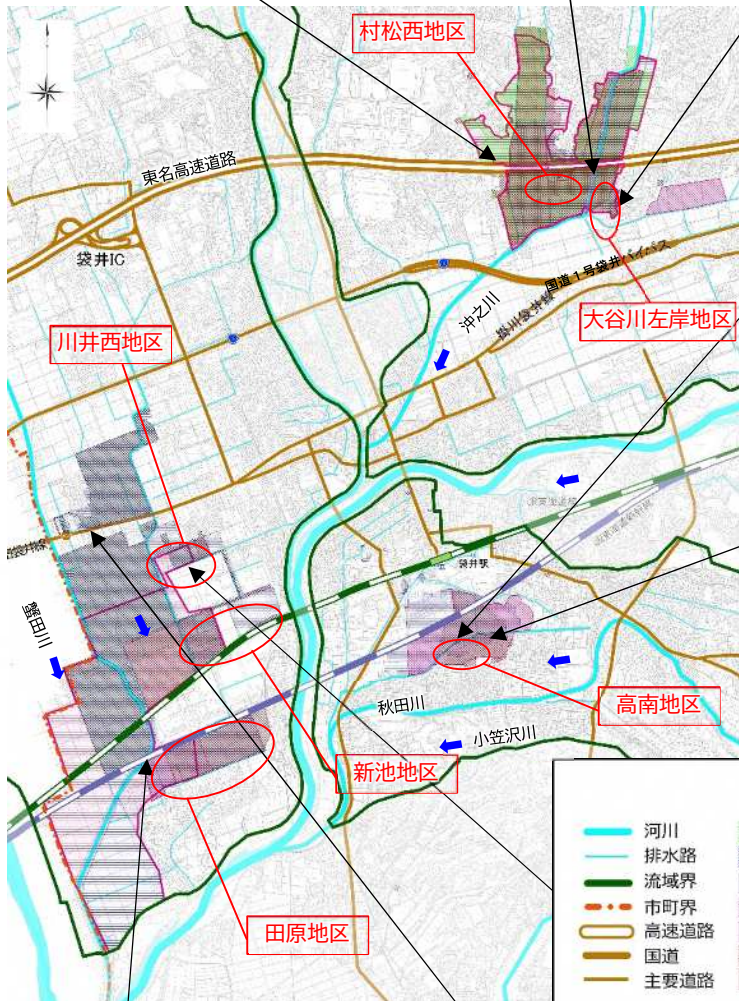 村松西地区
東名高速道路
袋井IC
国道1号袋井バイパス
沖之川
掛川袋井線
大谷川左岸地区
川井西地区
袋井駅
蟹田川
秋田川
高南地区
小笠沢川
新池地区
田原地区
河川
排水路
流域界
市町界
高速道路
国道
主要道路